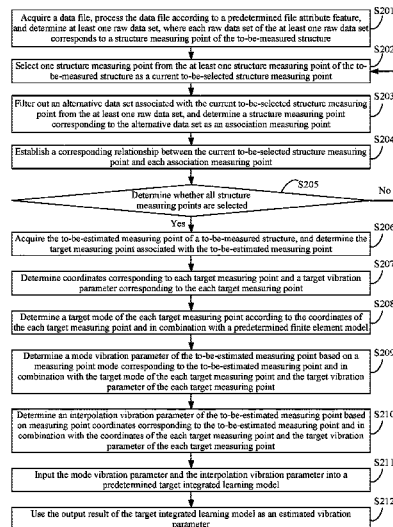 S201
Acquire a data file, process the data file according to a predetermined file attribute feature,
and determine at least one raw data set, where each raw data set of the at least one raw data set
corresponds to a structure measuring point of the to-be-measured structure
S202
Select one structure measuring point from the at least one structure measuring point of the to-
be-measured structure as a current to-be-selected structure measuring point
S203
Filter out an alternative data set associated with the current to-be-selected structure measuring
point from the at least one raw data set, and determine a structure measuring point
corresponding to the alternative data set as an association measuring point
S204
Establish a corresponding relationship between the current to-be-selected structure measuring
point and each association measuring point
S205
Determine whether all structure
measuring points are selected
No
Yes
S206
Acquire the to-be-estimated measuring point of a to-be-measured structure, and determine the
target measuring point associated with the to-be-estimated measuring point
S207
Determine coordinates corresponding to each target measuring point and a target vibration
parameter corresponding to the each target measuring point
S208
Determine a target mode of the each target measuring point according to the coordinates of
the each target measuring point and in combination with a predetermined finite element model
S209
Determine a mode vibration parameter of the to-be-estimated measuring point based on a
measuring point mode corresponding to the to-be-estimated measuring point and in
combination with the target mode of the each target measuring point and the target vibration
parameter of the each target measuring point
S210
Determine an interpolation vibration parameter of the to-be-estimated measuring point based
on measuring point coordinates corresponding to the to-be-estimated measuring point and in
combination with the coordinates of the each target measuring point and the target vibration
parameter of the each target measuring point
S211
Input the mode vibration parameter and the interpolation vibration parameter into a
predetermined target integrated learning model
S212
Use the output result of the target integrated learning model as an estimated vibration
parameter